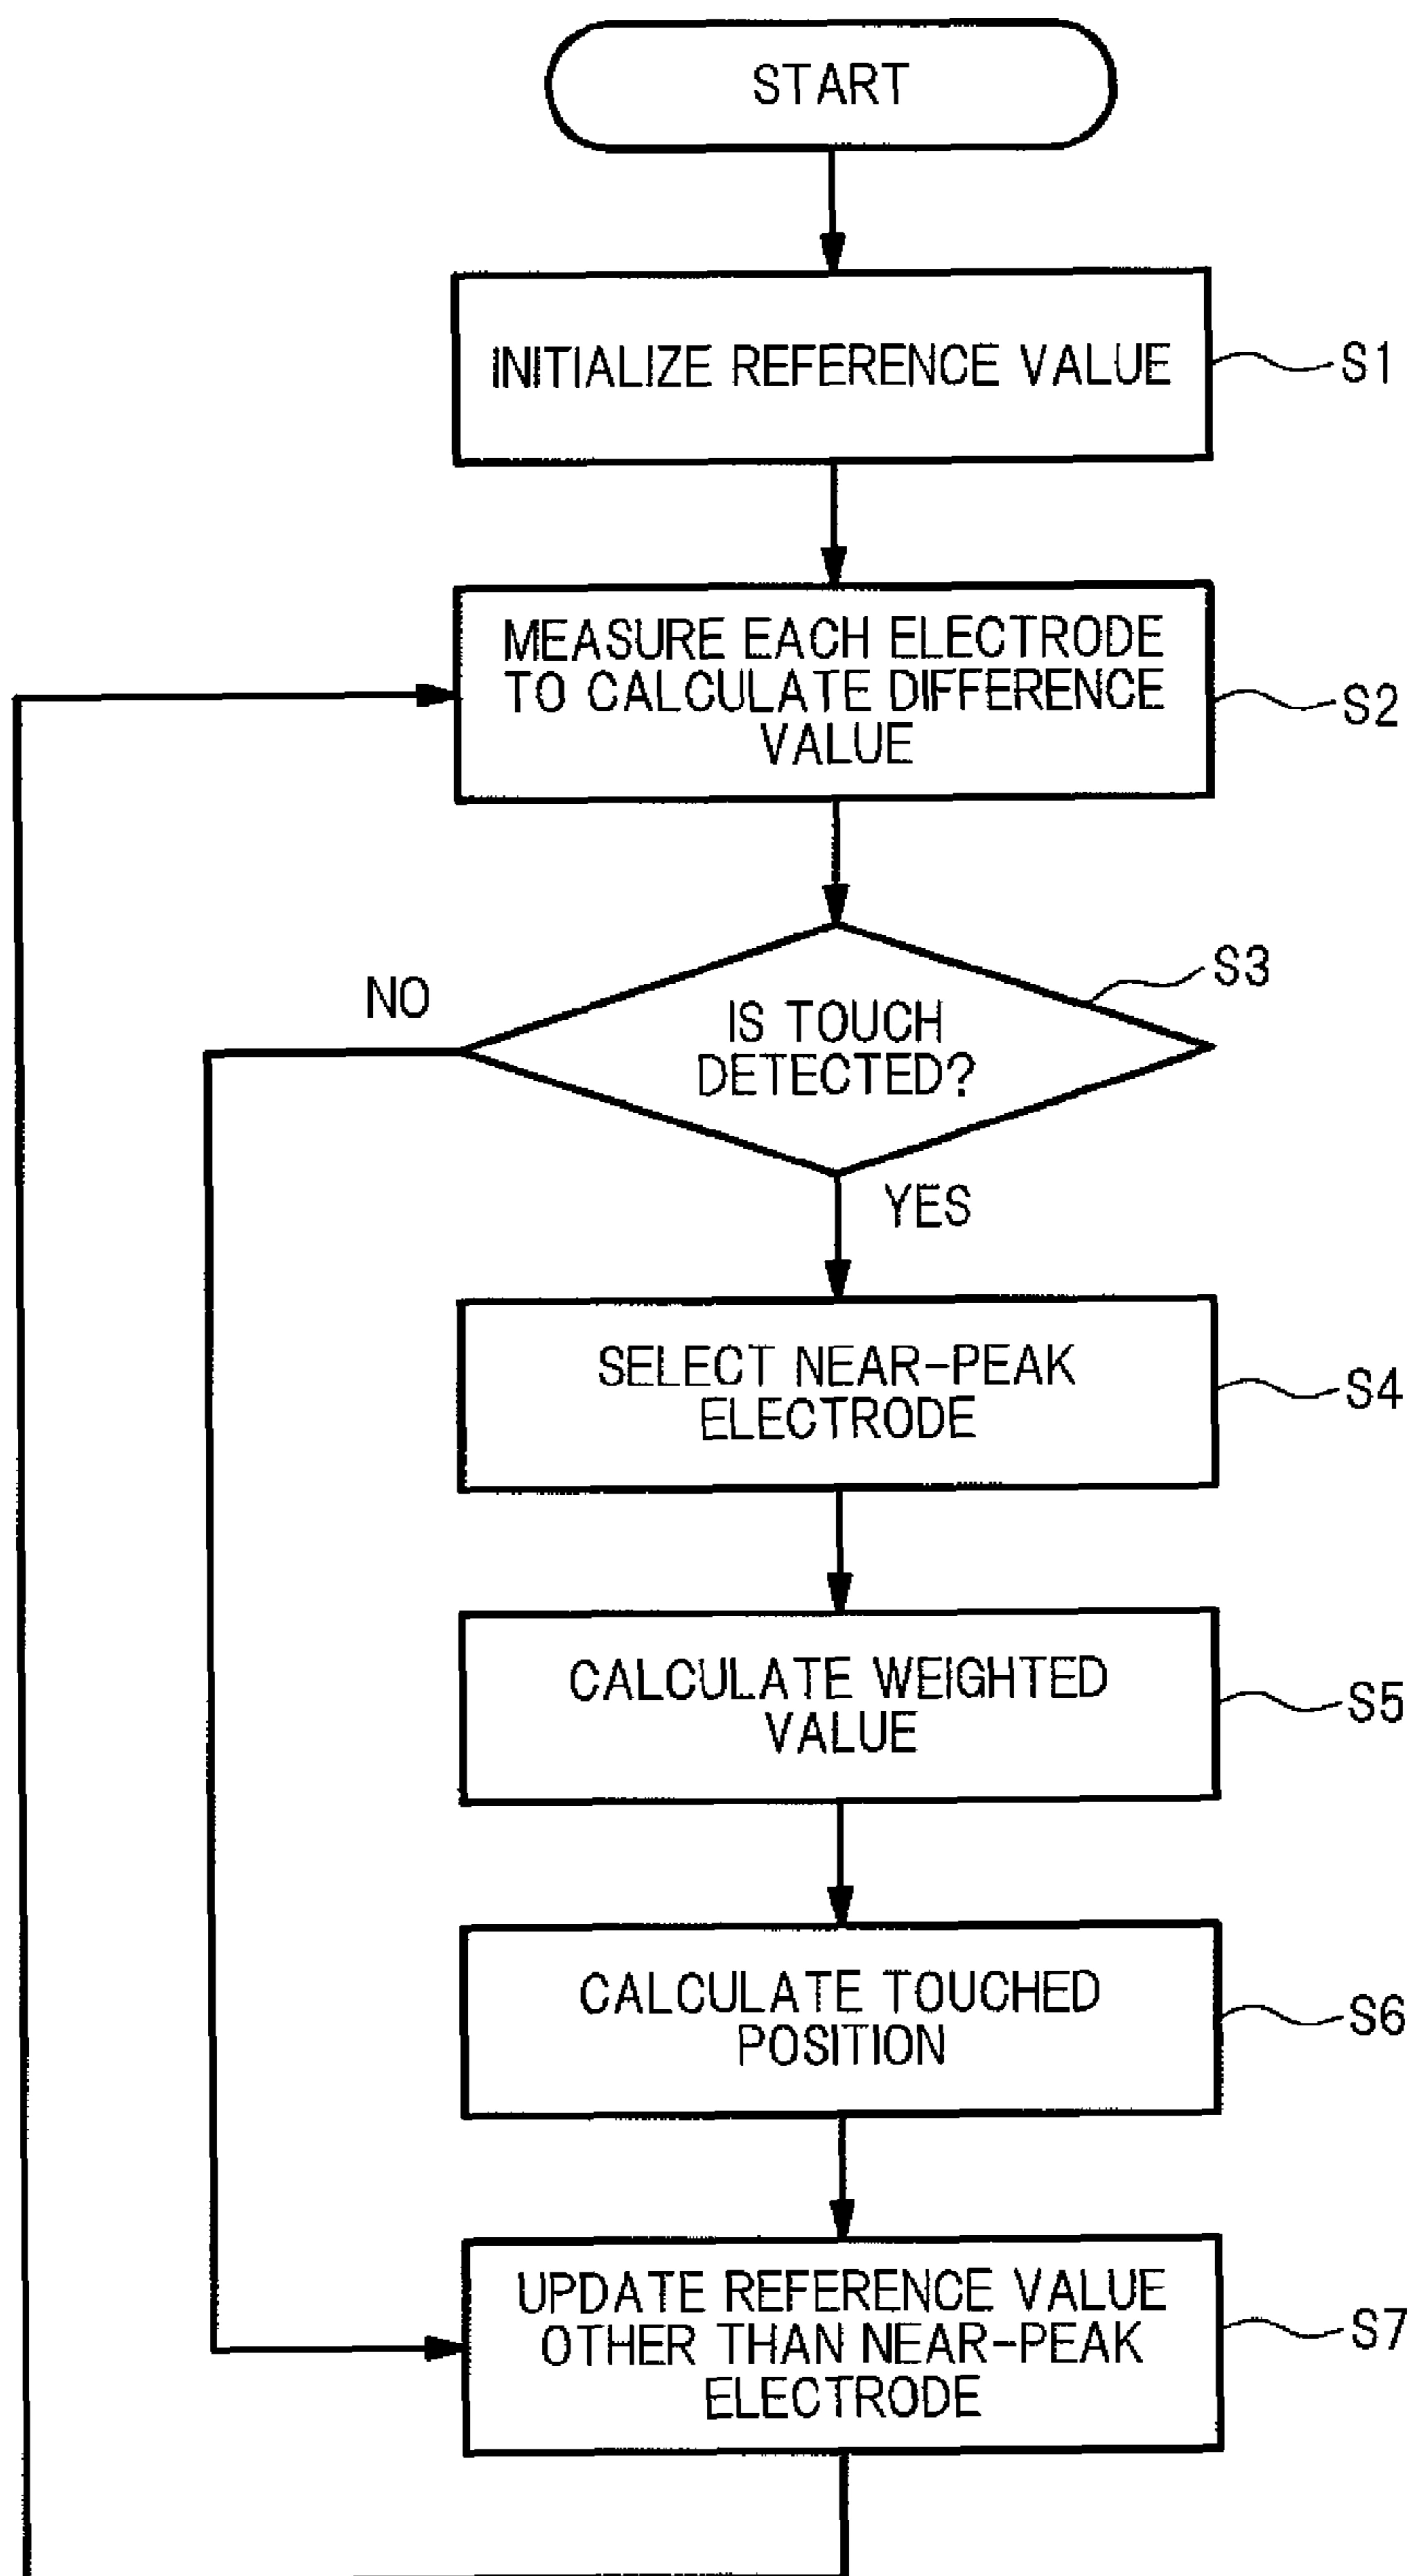 START
INITIALIZE REFERENCE VALUE
S1
MEASURE EACH ELECTRODE
TO CALCULATE DIFFERENCE
VALUE
S2
S3
NO
IS TOUCH
DETECTED?
YES
SELECT NEAR-PEAK
ELECTRODE
S4
CALCULATE WEIGHTED
VALUE
S5
CALCULATE TOUCHED
POSITION
S6
UPDATE REFERENCE VALUE
OTHER THAN NEAR-PEAK
ELECTRODE
S7